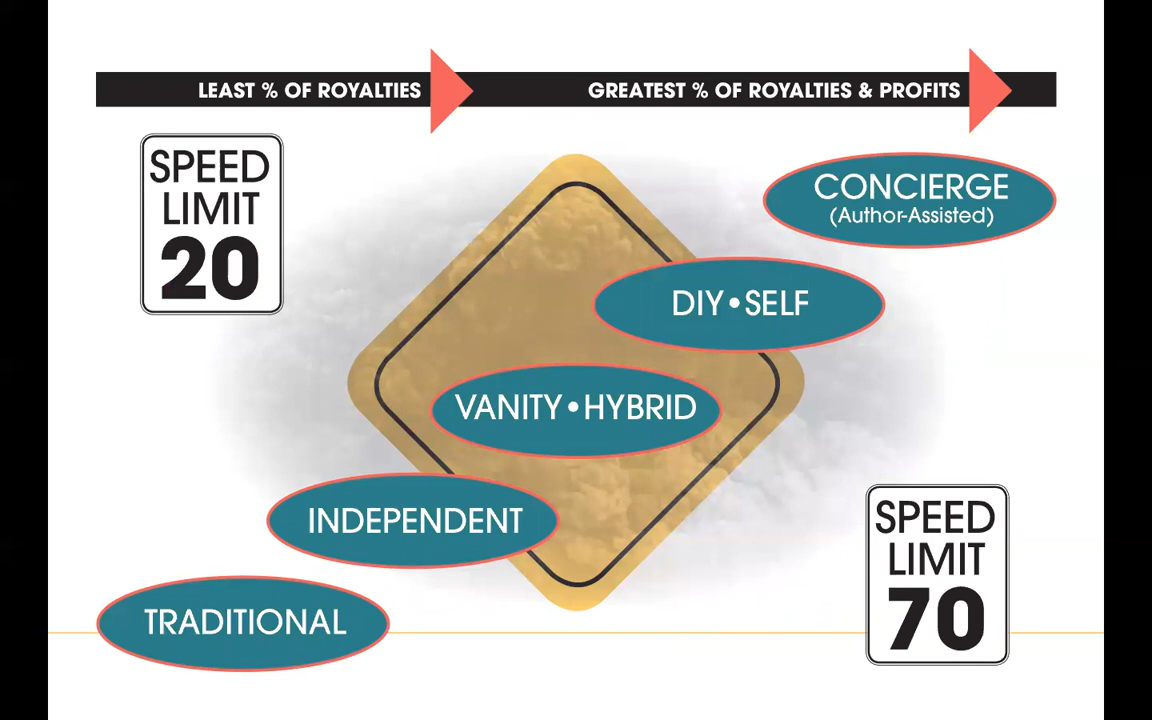 LEAST % OF ROYALTIES
GREATEST % OF ROYALTIES & PROFITS
SPEED
LIMIT
20
CONCIERGE
(Author-Assisted)
DIY•SELF
VANITY•HYBRID
INDEPENDENT
TRADITIONAL
SPEED
LIMIT
70